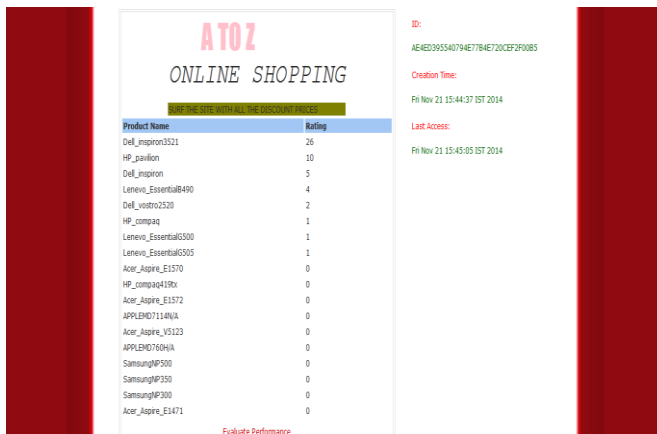 A TO Z
ONLINE SHOPPING
SURF THE SITE WITH ALL THE DISCOUNT PRICES
Product Name Rating
Dell_inspiron3521 26
HP_pavilion 10
Dell_inspiron 5
Lenevo_EssentialB490 4
Dell_vostro2520 2
HP_compaq 1
Lenevo_EssentialG500 1
Lenevo_EssentialG505 1
Acer_Aspire_E1570 0
HP_compaq419tx 0
Acer_Aspire_E1572 0
APPLEMD7114N/A 0
Acer_Aspire_V5123 0
APPLEMD760H/A 0
SamsungNP500 0
SamsungNP350 0
SamsungNP300 0
Acer_Aspire_E1471 0
Evaluate Performance
ID:
AE4ED395540794E77B4E720CEF2F00B5
Creation Time:
Fri Nov 21 15:44:37 IST 2014
Last Access:
Fri Nov 21 15:45:05 IST 2014